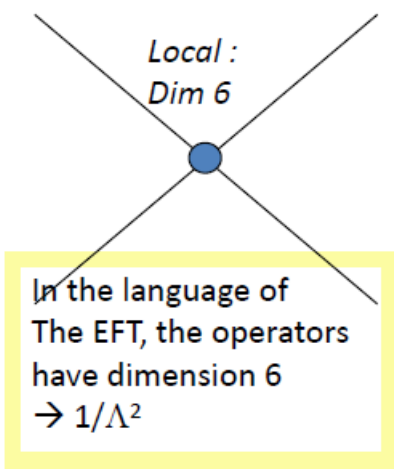 Local :
Dim 6
In the language of
The EFT, the operators
have dimension 6
→ 1/Λ²